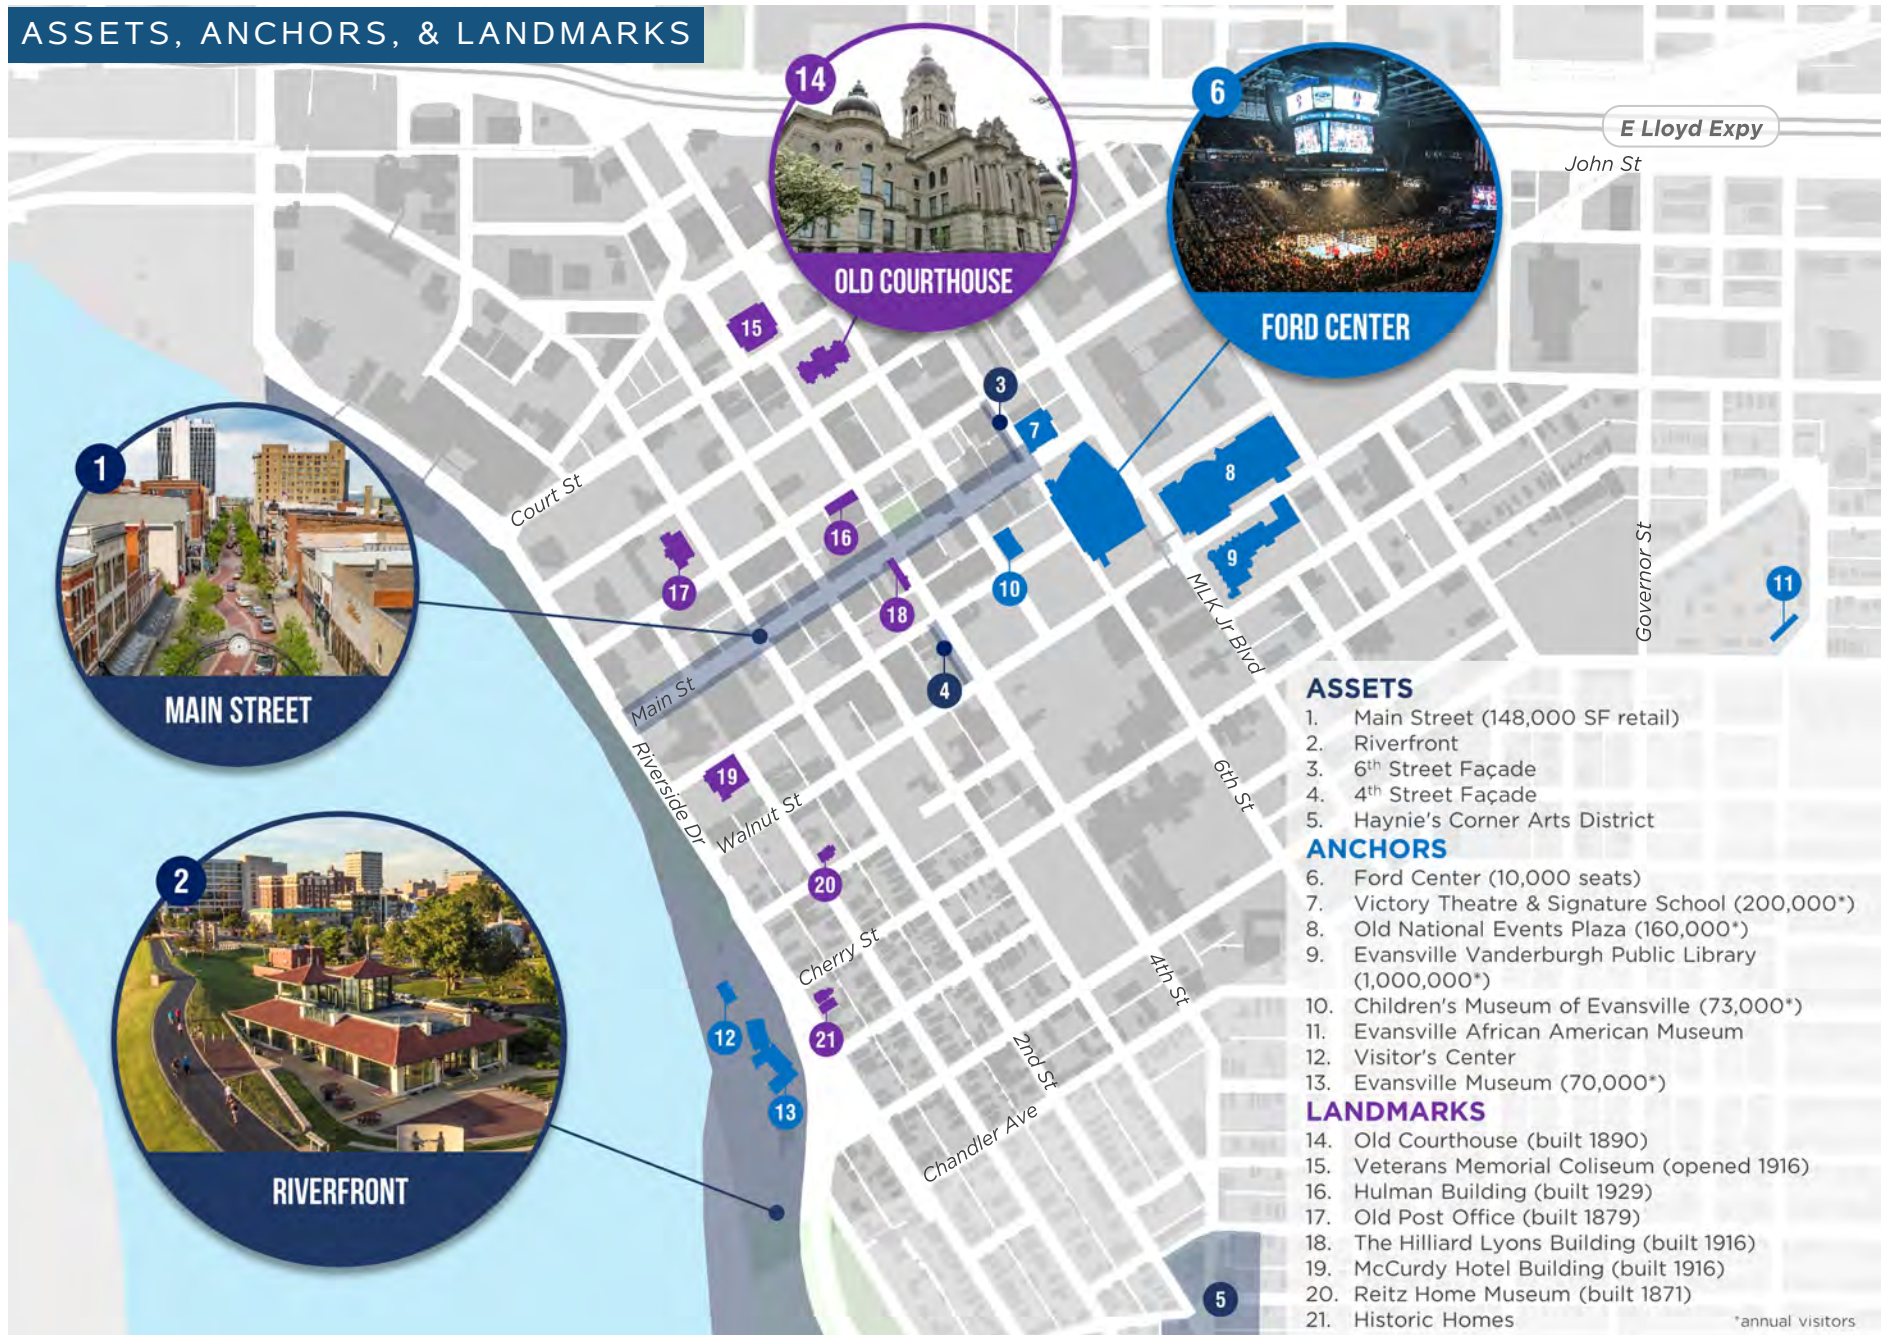 ASSETS, ANCHORS, & LANDMARKS
14
OLD COURTHOUSE
6
FORD CENTER
E Lloyd Expy
John St
15
3
7
1
MAIN STREET
Court St
16
17
18
10
8
9
11
MLK Jr Blvd
Governor St
4
Main St
Riverside Dr
19
Walnut St
6th St
20
2
RIVERFRONT
Cherry St
4th St
12
21
13
2nd St
Chandler Ave
5
ASSETS
1. Main Street (148,000 SF retail)
2. Riverfront
3. 6th Street Façade
4. 4th Street Façade
5. Haynie's Corner Arts District
ANCHORS
6. Ford Center (10,000 seats)
7. Victory Theatre & Signature School (200,000*)
8. Old National Events Plaza (160,000*)
9. Evansville Vanderburgh Public Library
(1,000,000*)
10. Children's Museum of Evansville (73,000*)
11. Evansville African American Museum
12. Visitor's Center
13. Evansville Museum (70,000*)
LANDMARKS
14. Old Courthouse (built 1890)
15. Veterans Memorial Coliseum (opened 1916)
16. Hulman Building (built 1929)
17. Old Post Office (built 1879)
18. The Hilliard Lyons Building (built 1916)
19. McCurdy Hotel Building (built 1916)
20. Reitz Home Museum (built 1871)
21. Historic Homes
*annual visitors